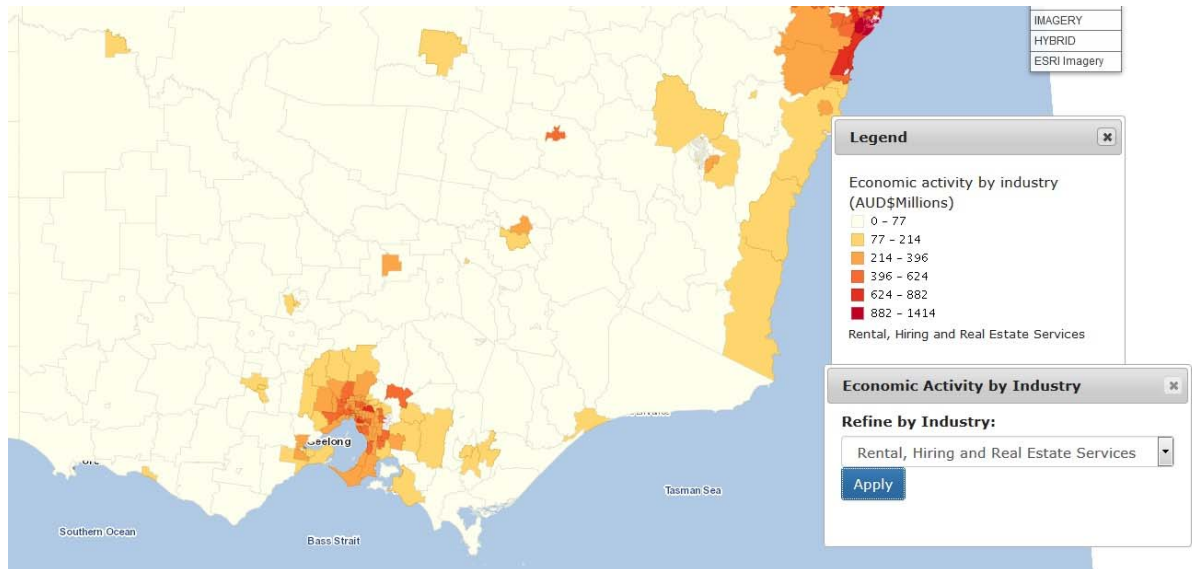 IMAGERY
HYBRID
ESRI Imagery
Legend
Economic activity by industry
(AUD$Millions)
0 – 77
77 – 214
214 – 396
396 – 624
624 – 882
882 – 1414
Rental, Hiring and Real Estate Services
Economic Activity by Industry
Refine by Industry:
Rental, Hiring and Real Estate Services
Apply
Geelong
Tasman Sea
Southern Ocean
Bass Strait